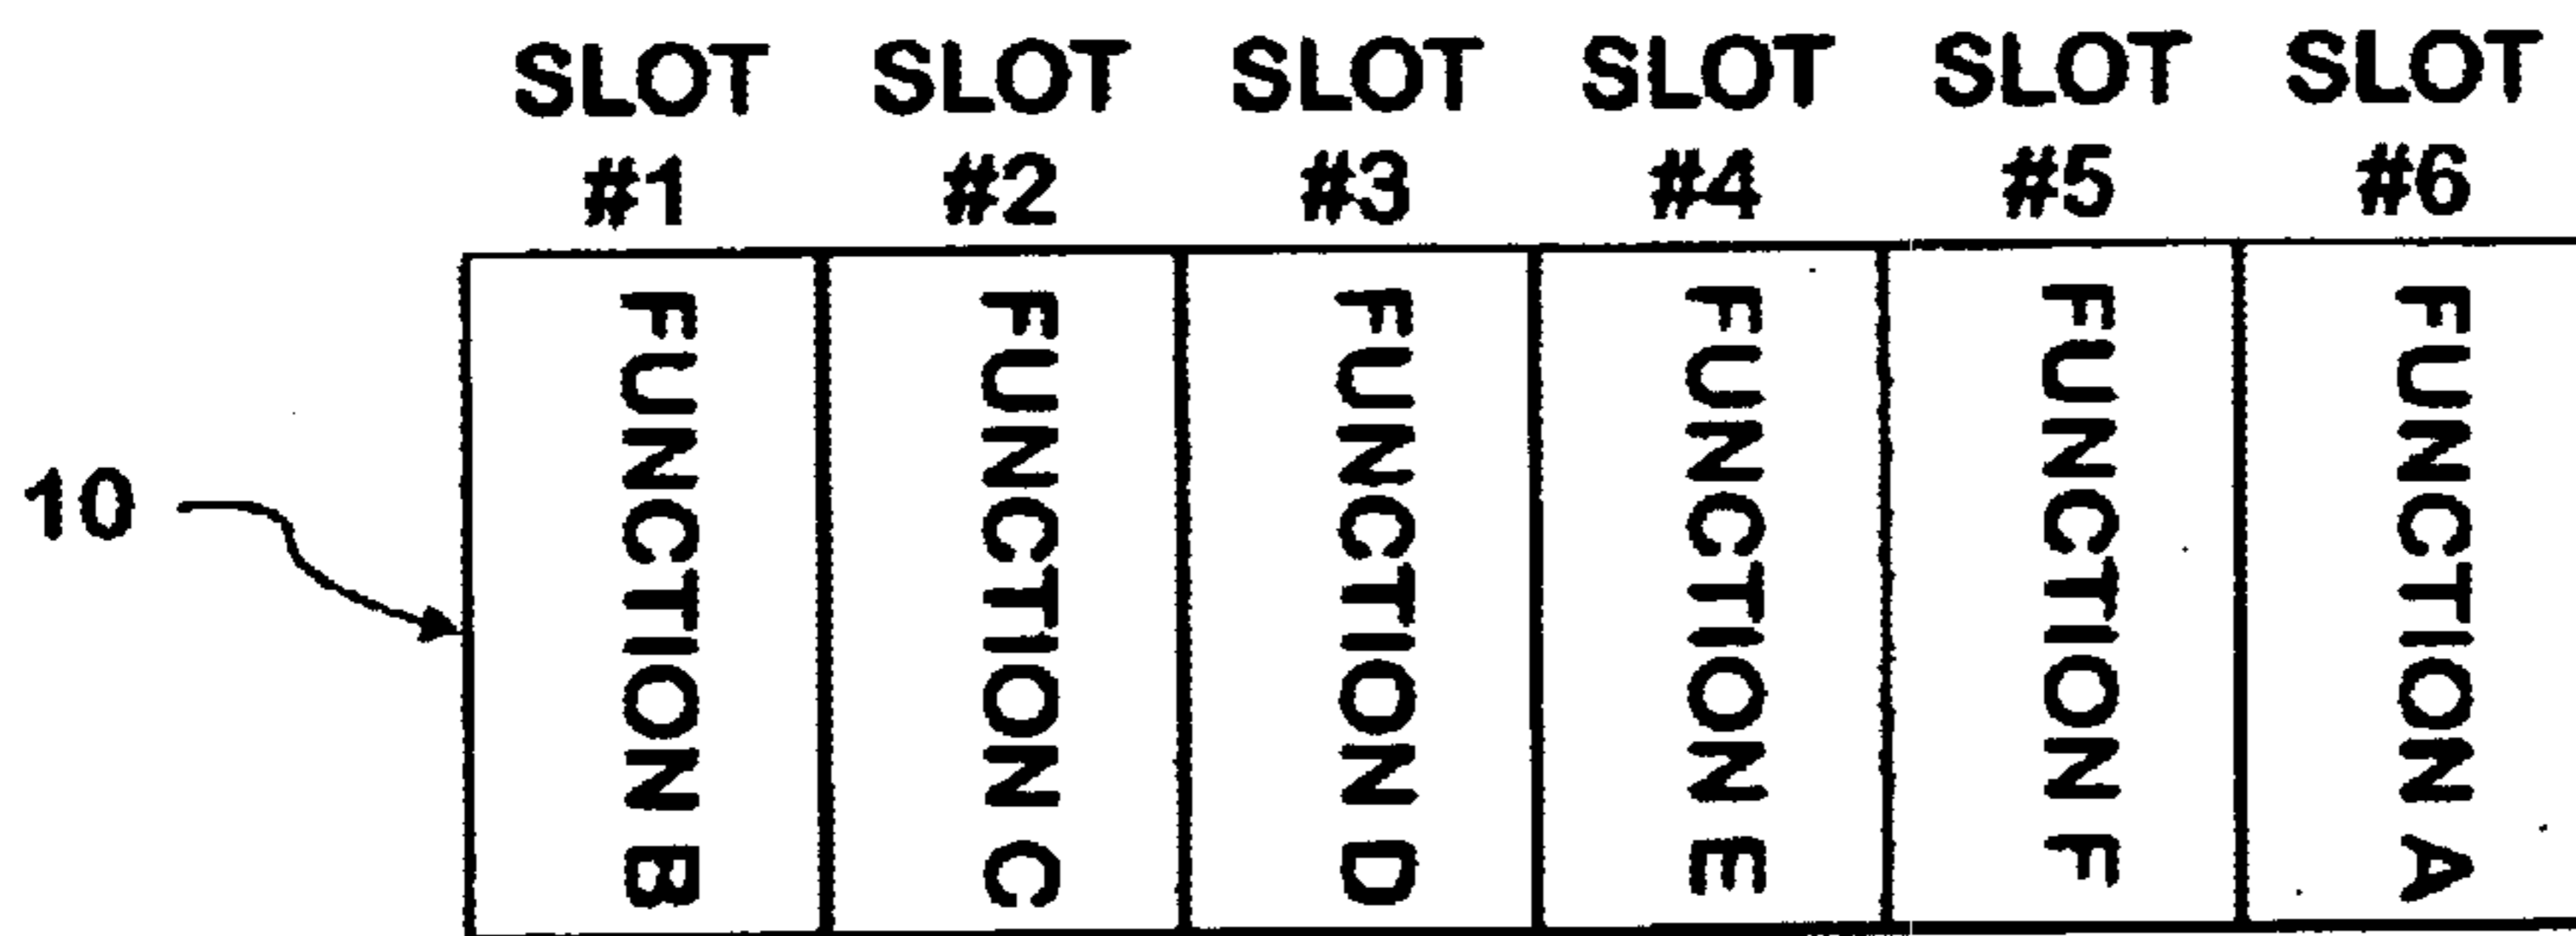 SLOT SLOT SLOT SLOT SLOT SLOT
#1 #2 #3 #4 #5 #6
10
FUNCTION B
FUNCTION C
FUNCTION D
FUNCTION E
FUNCTION F
FUNCTION A